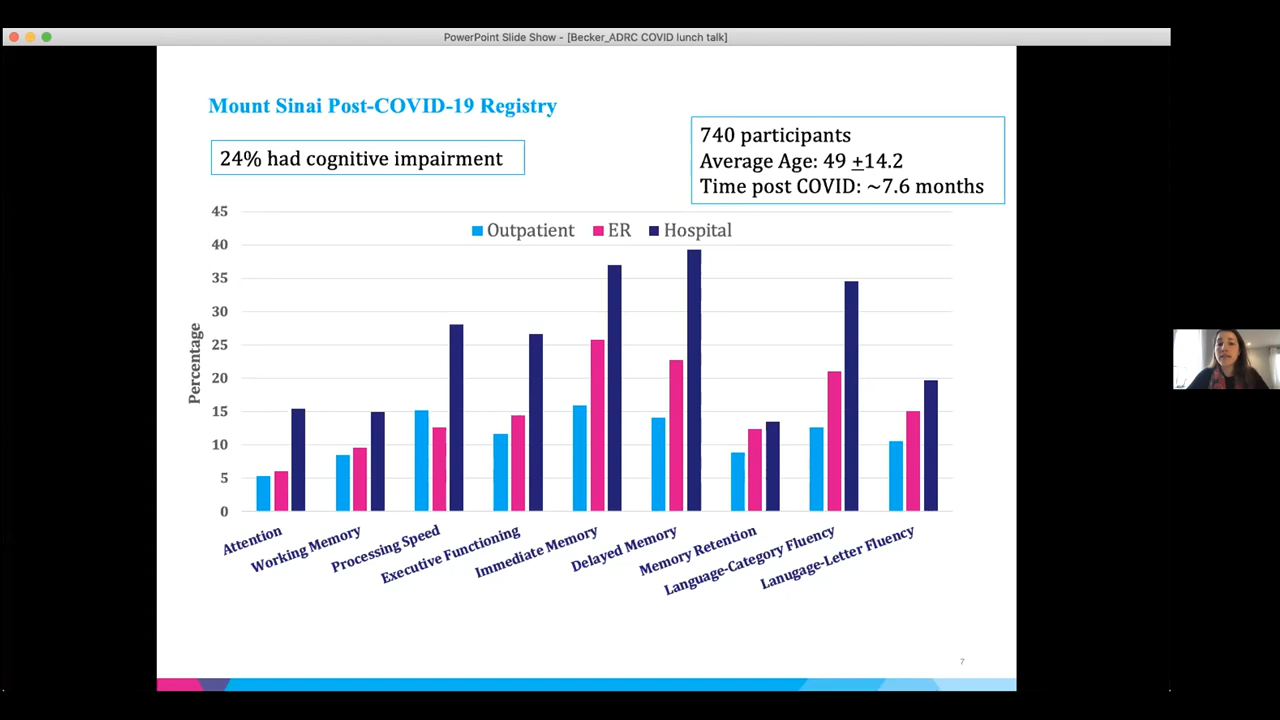 PowerPoint Slide Show - [Becker_ADRC COVID lunch talk]
Mount Sinai Post-COVID-19 Registry
24% had cognitive impairment
740 participants
Average Age: 49 +14.2
Time post COVID: ~7.6 months
Outpatient ER Hospital
Percentage
45
40
35
30
25
20
15
10
5
0
Attention
Working Memory
Processing Speed
Executive Functioning
Immediate Memory
Delayed Memory
Memory Retention
Language-Category Fluency
Lanugage-Letter Fluency
7